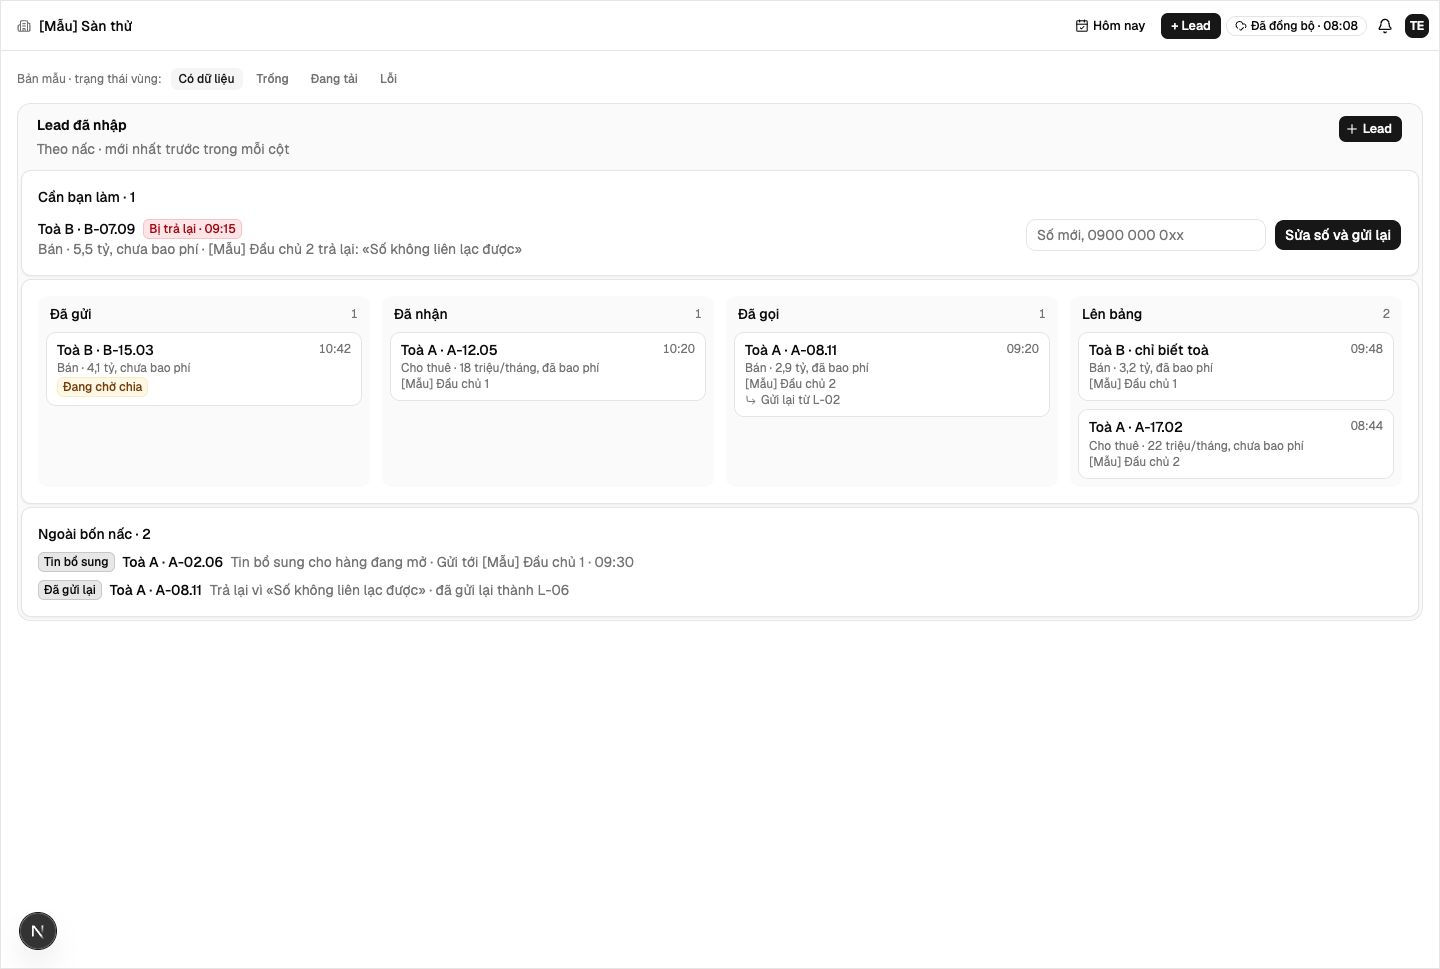 [Mẫu] Sàn thử
Hôm nay
+ Lead
Đã đồng bộ · 08:08
TE
Bản mẫu · trạng thái vùng:
Có dữ liệu
Trống
Đang tải
Lỗi
Lead đã nhập
+ Lead
Theo nấc · mới nhất trước trong mỗi cột
Cần bạn làm · 1
Toà B · B-07.09
Bị trả lại · 09:15
Bán · 5,5 tỷ, chưa bao phí · [Mẫu] Đầu chủ 2 trả lại: «Số không liên lạc được»
Số mới, 0900 000 0xx
Sửa số và gửi lại
Đã gửi
1
Toà B · B-15.03
10:42
Bán · 4,1 tỷ, chưa bao phí
Đang chờ chia
Đã nhận
1
Toà A · A-12.05
10:20
Cho thuê · 18 triệu/tháng, đã bao phí
[Mẫu] Đầu chủ 1
Đã gọi
1
Toà A · A-08.11
09:20
Bán · 2,9 tỷ, đã bao phí
[Mẫu] Đầu chủ 2
Gửi lại từ L-02
Lên bảng
2
Toà B · chỉ biết toà
09:48
Bán · 3,2 tỷ, đã bao phí
[Mẫu] Đầu chủ 1
Toà A · A-17.02
08:44
Cho thuê · 22 triệu/tháng, chưa bao phí
[Mẫu] Đầu chủ 2
Ngoài bốn nấc · 2
Tin bổ sung
Toà A · A-02.06
Tin bổ sung cho hàng đang mở · Gửi tới [Mẫu] Đầu chủ 1 · 09:30
Đã gửi lại
Toà A · A-08.11
Trả lại vì «Số không liên lạc được» · đã gửi lại thành L-06
N